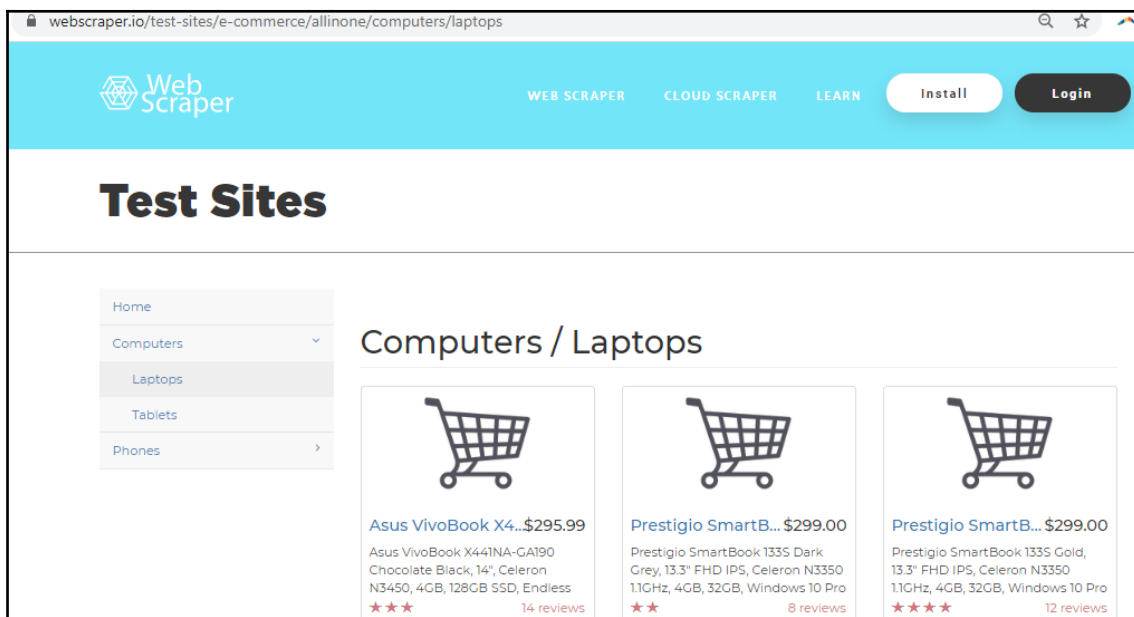 webscraper.io/test-sites/e-commerce/allinone/computers/laptops
Web
Scraper
WEB SCRAPER CLOUD SCRAPER LEARN Install Login
Test Sites
Home
Computers
Laptops
Tablets
Phones
Computers / Laptops
Asus VivoBook X4...$295.99
Asus VivoBook X441NA-GA190
Chocolate Black, 14", Celeron
N3450, 4GB, 128GB SSD, Endless
14 reviews
Prestigio SmartB... $299.00
Prestigio SmartBook 133S Dark
Grey, 13.3" FHD IPS, Celeron N3350
1.1GHz, 4GB, 32GB, Windows 10 Pro
8 reviews
Prestigio SmartB... $299.00
Prestigio SmartBook 133S Gold,
13.3" FHD IPS, Celeron N3350
1.1GHz, 4GB, 32GB, Windows 10 Pro
12 reviews